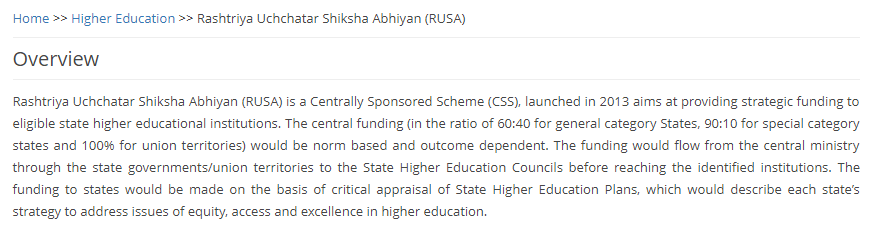 Home >> Higher Education >> Rashtriya Uchchatar Shiksha Abhiyan (RUSA)
Overview
Rashtriya Uchchatar Shiksha Abhiyan (RUSA) is a Centrally Sponsored Scheme (CSS), launched in 2013 aims at providing strategic funding to
eligible state higher educational institutions. The central funding (in the ratio of 60:40 for general category States, 90:10 for special category
states and 100% for union territories) would be norm based and outcome dependent. The funding would flow from the central ministry
through the state governments/union territories to the State Higher Education Councils before reaching the identified institutions. The
funding to states would be made on the basis of critical appraisal of State Higher Education Plans, which would describe each state's
strategy to address issues of equity, access and excellence in higher education.